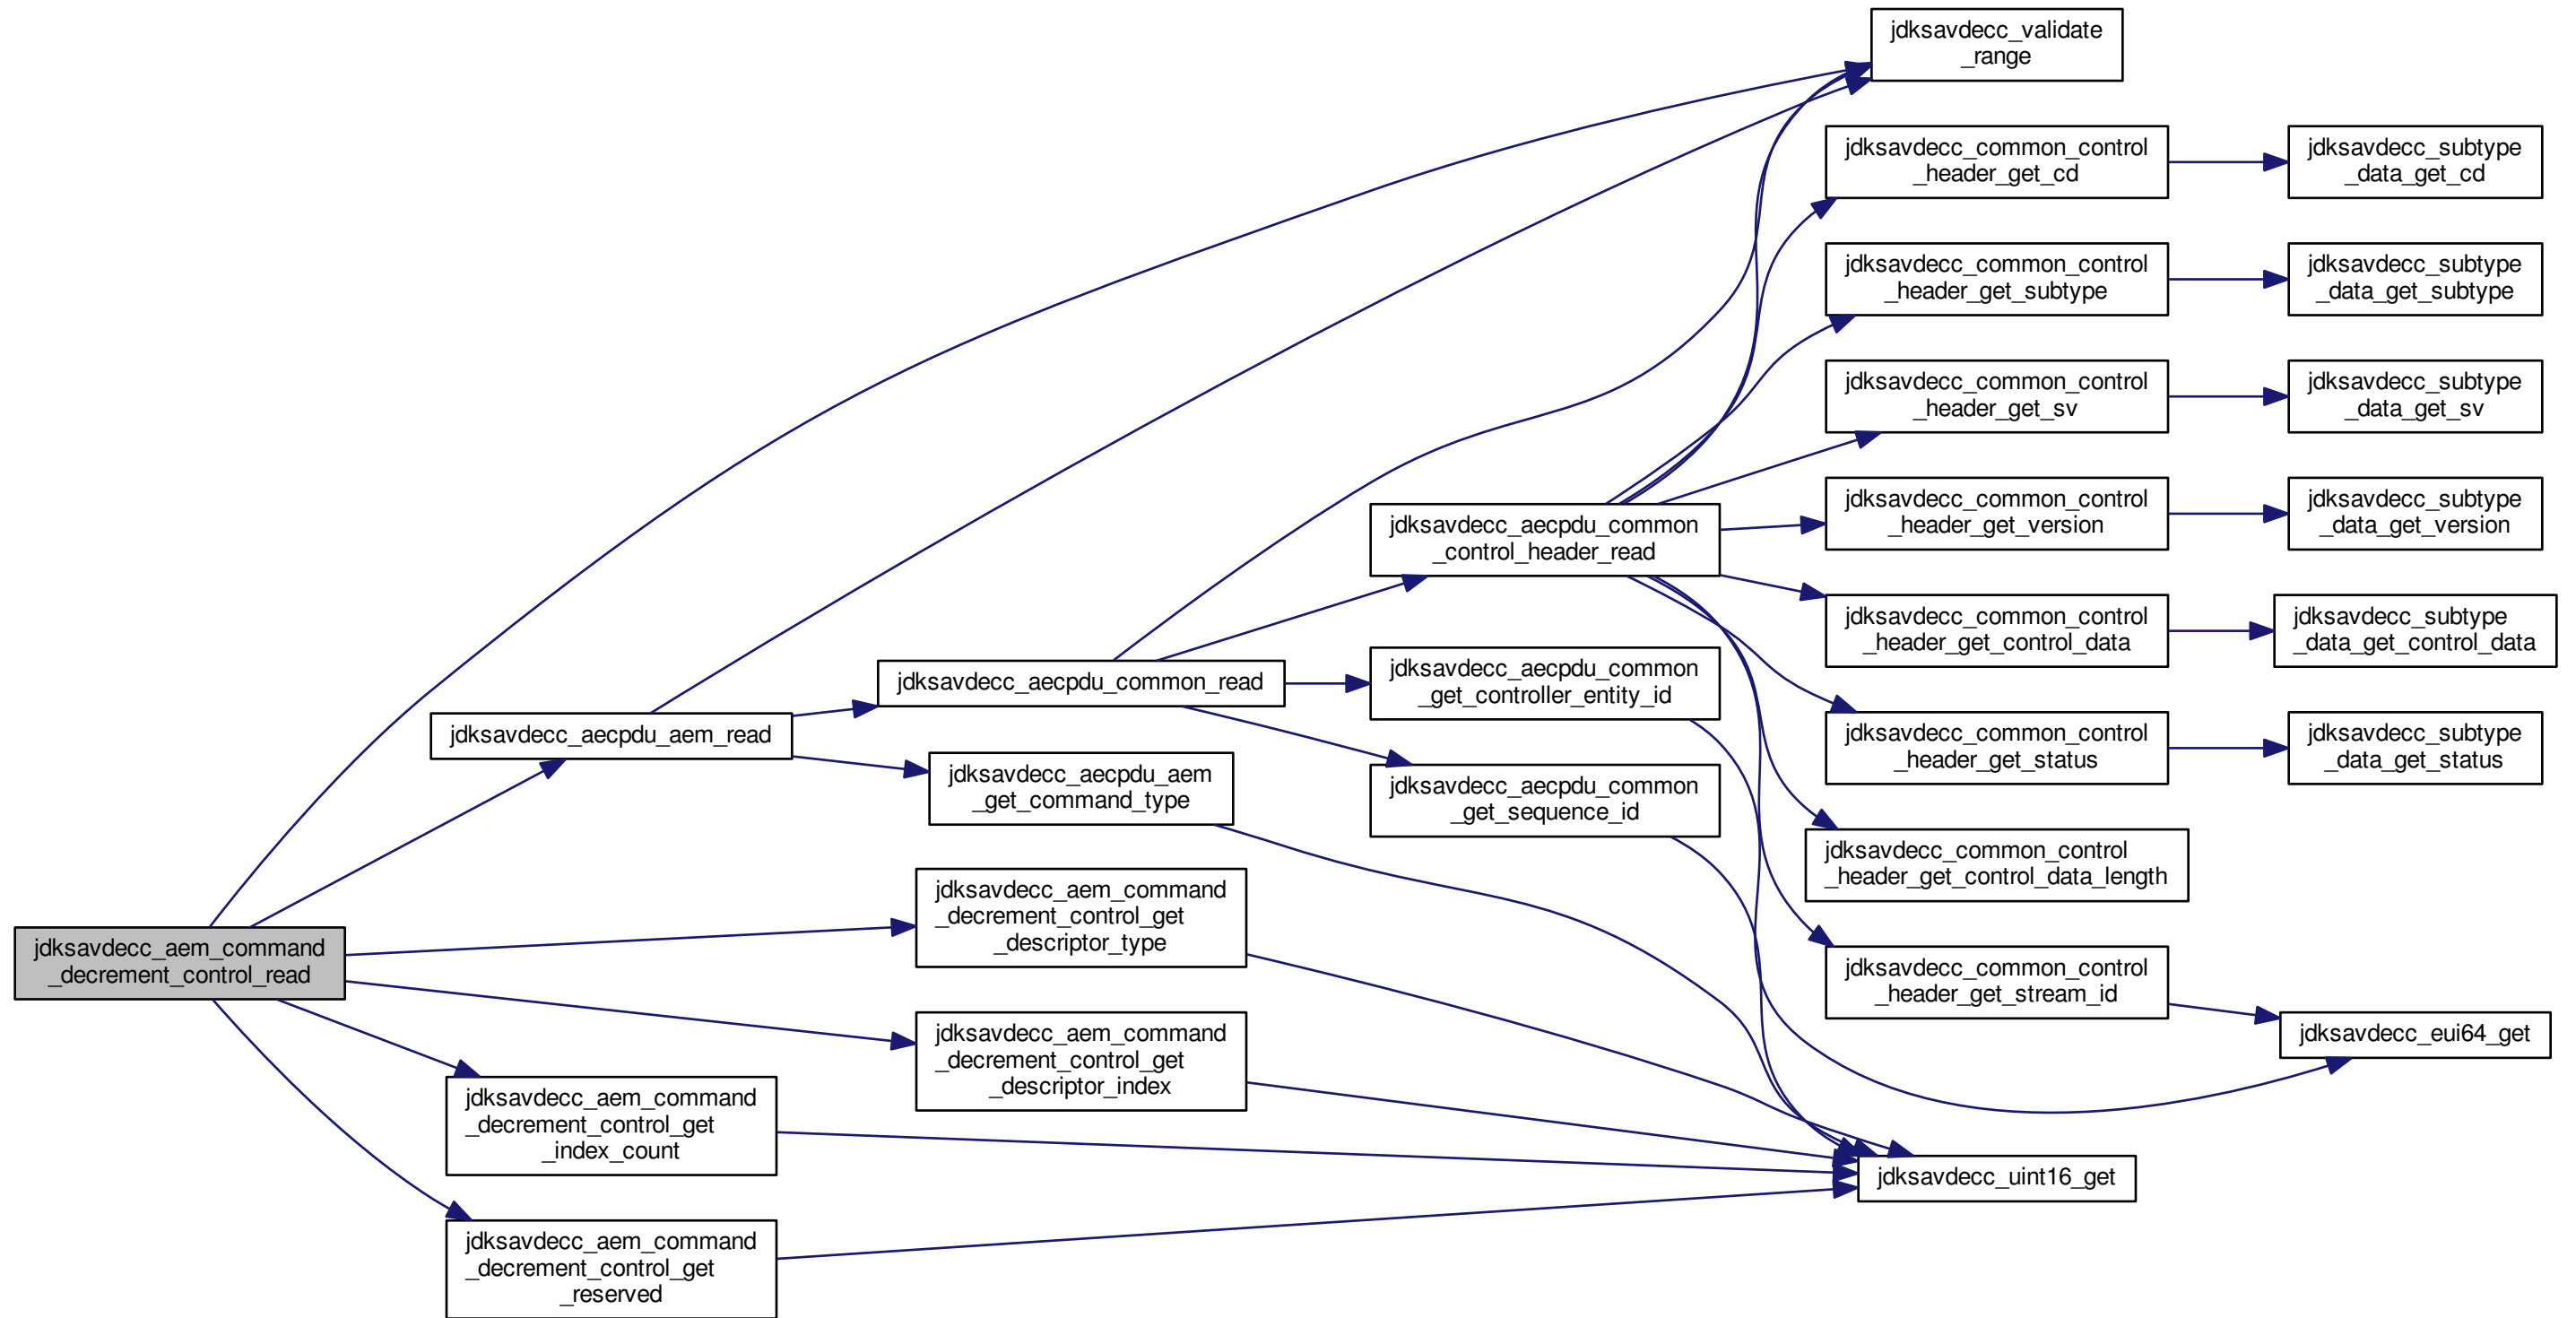 jdksavdecc_validate
_range
jdksavdecc_common_control
_header_get_cd
jdksavdecc_subtype
_data_get_cd
jdksavdecc_common_control
_header_get_subtype
jdksavdecc_subtype
_data_get_subtype
jdksavdecc_common_control
_header_get_sv
jdksavdecc_subtype
_data_get_sv
jdksavdecc_aecpdu_common
_control_header_read
jdksavdecc_common_control
_header_get_version
jdksavdecc_subtype
_data_get_version
jdksavdecc_common_control
_header_get_control_data
jdksavdecc_subtype
_data_get_control_data
jdksavdecc_aecpdu_common_read
jdksavdecc_aecpdu_common
_get_controller_entity_id
jdksavdecc_aecpdu_aem_read
jdksavdecc_common_control
_header_get_status
jdksavdecc_subtype
_data_get_status
jdksavdecc_aecpdu_aem
_get_command_type
jdksavdecc_aecpdu_common
_get_sequence_id
jdksavdecc_common_control
_header_get_control_data_length
jdksavdecc_aem_command
_decrement_control_get
_descriptor_type
jdksavdecc_aem_command
_decrement_control_read
jdksavdecc_common_control
_header_get_stream_id
jdksavdecc_eui64_get
jdksavdecc_aem_command
_decrement_control_get
_descriptor_index
jdksavdecc_aem_command
_decrement_control_get
_index_count
jdksavdecc_uint16_get
jdksavdecc_aem_command
_decrement_control_get
_reserved